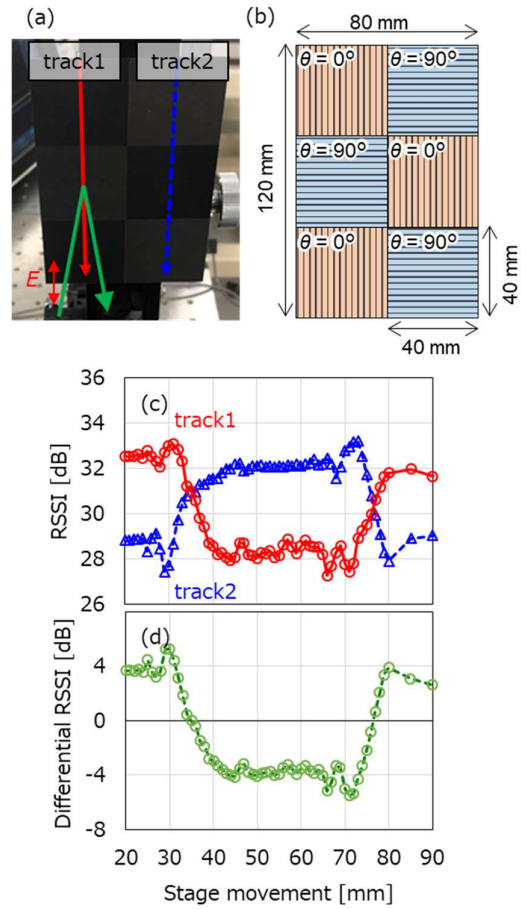 (a)
track1
track2
E
(b)
80 mm
120 mm
θ = 0°
θ = 90°
θ = 90°
θ = 0°
θ = 0°
θ = 90°
40 mm
40 mm
(c)
track1
track2
RSSI [dB]
36
34
32
30
28
26
(d)
Differential RSSI [dB]
4
0
-4
-8
20 30 40 50 60 70 80 90
Stage movement [mm]